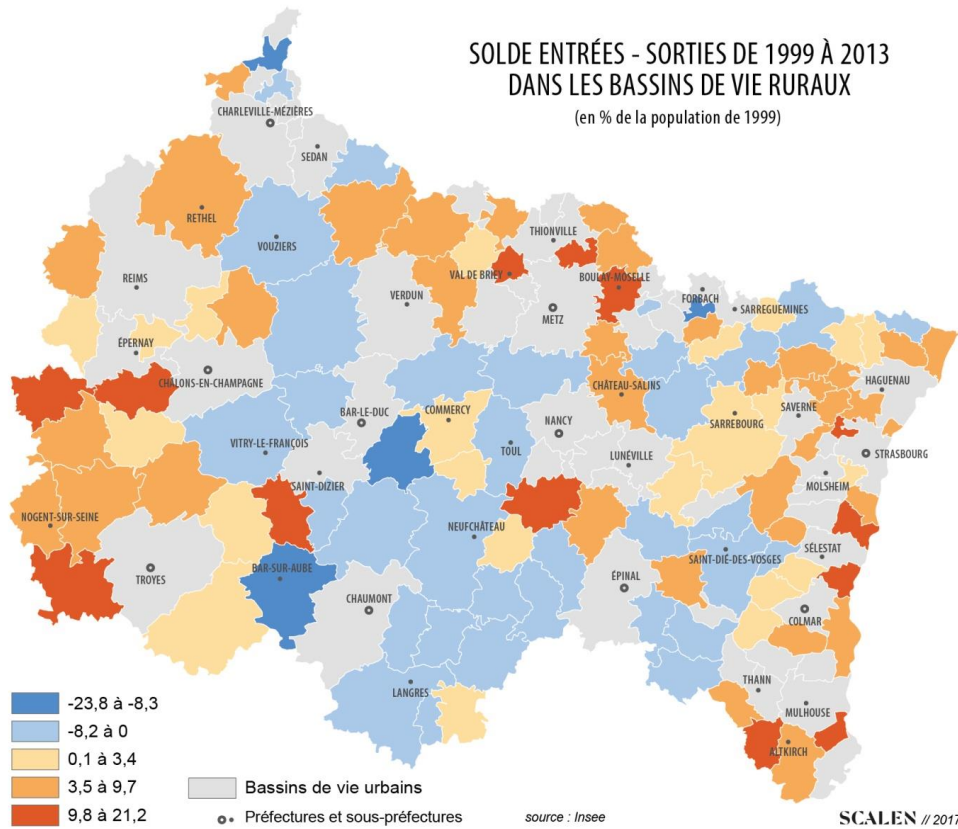 SOLDE ENTRÉES - SORTIES DE 1999 À 2013
DANS LES BASSINS DE VIE RURAUX
(en % de la population de 1999)
CHARLEVILLE-MÉZIÈRES
SEDAN
RETHEL
VOUZIERS
THIONVILLE
VAL DE BRIEY
BOULAY-MOSELLE
REIMS
VERDUN
METZ
FORBACH
SARREGUEMINES
ÉPERNAY
CHÂLONS-EN-CHAMPAGNE
CHÂTEAU-SALINS
HAGUENAU
BAR-LE-DUC
COMMERCY
SARREBOURG
SAVERNE
VITRY-LE-FRANÇOIS
TOUL
NANCY
LUNÉVILLE
STRASBOURG
SAINT-DIZIER
MOLSHEIM
NOGENT-SUR-SEINE
NEUFCHÂTEAU
SAINT-DIÉ-DES-VOSGES
SÉLESTAT
TROYES
BAR-SUR-AUBE
CHAUMONT
ÉPINAL
COLMAR
LANGRES
THANN
MULHOUSE
ALTKIRCH
-23,8 à -8,3
-8,2 à 0
0,1 à 3,4
3,5 à 9,7
9,8 à 21,2
Bassins de vie urbains
Préfectures et sous-préfectures
source : Insee
SCALEN // 2017